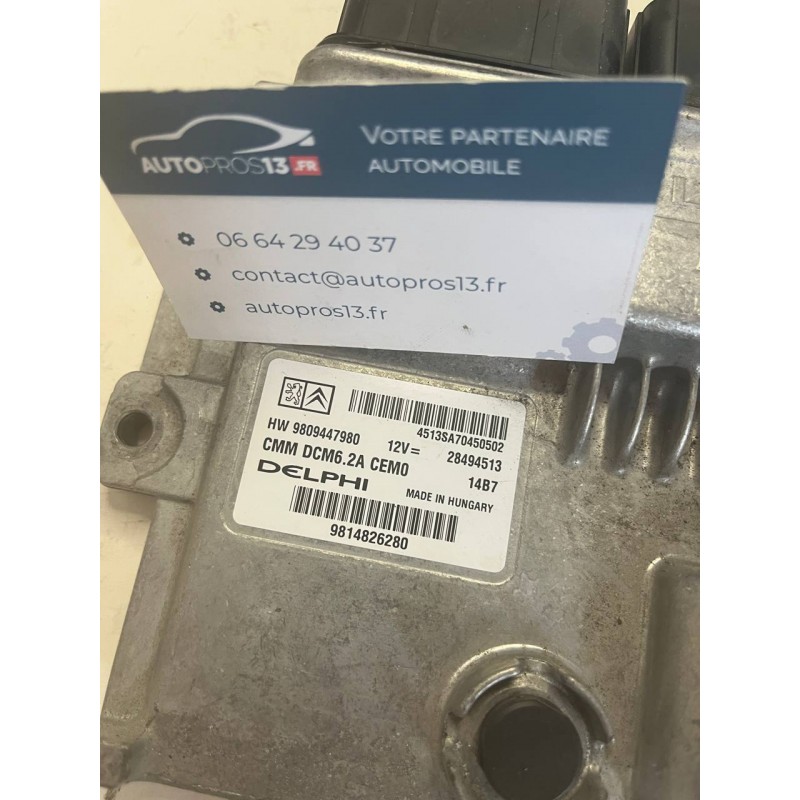 AUTOPROS13.FR
VOTRE PARTENAIRE
AUTOMOBILE
06 64 29 40 37
contact@autopros13.fr
autopros13.fr
4513SA70450502
HW 9809447980 12V= 28494513
CMM DCM6.2A CEM0 14B7
DELPHI MADE IN HUNGARY
9814826280